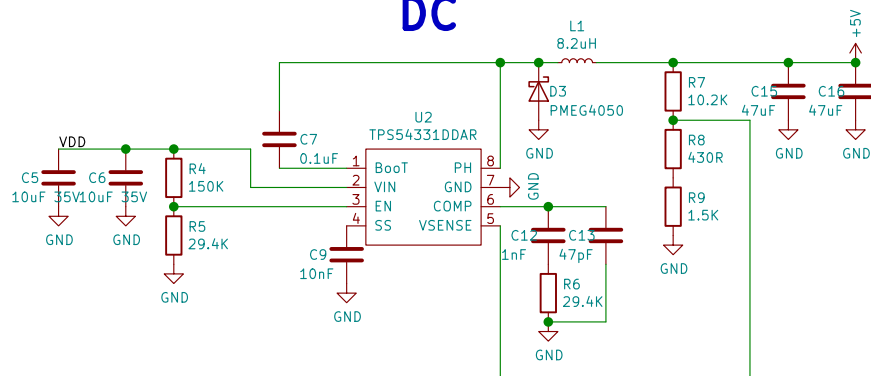 DC
L1
8.2uH
+5V
D3
PMEG4050
GND
R7
10.2K
C15
47uF
GND
C16
47uF
GND
R8
430R
R9
1.5K
GND
VDD
C5
10uF 35V
GND
C6
10uF 35V
GND
R4
150K
R5
29.4K
GND
C7
0.1uF
U2
TPS54331DDAR
1 BooT
2 VIN
3 EN
4 SS
PH 8
GND 7
COMP 6
VSENSE 5
GND
C9
10nF
GND
C12
1nF
C13
47pF
R6
29.4K
GND